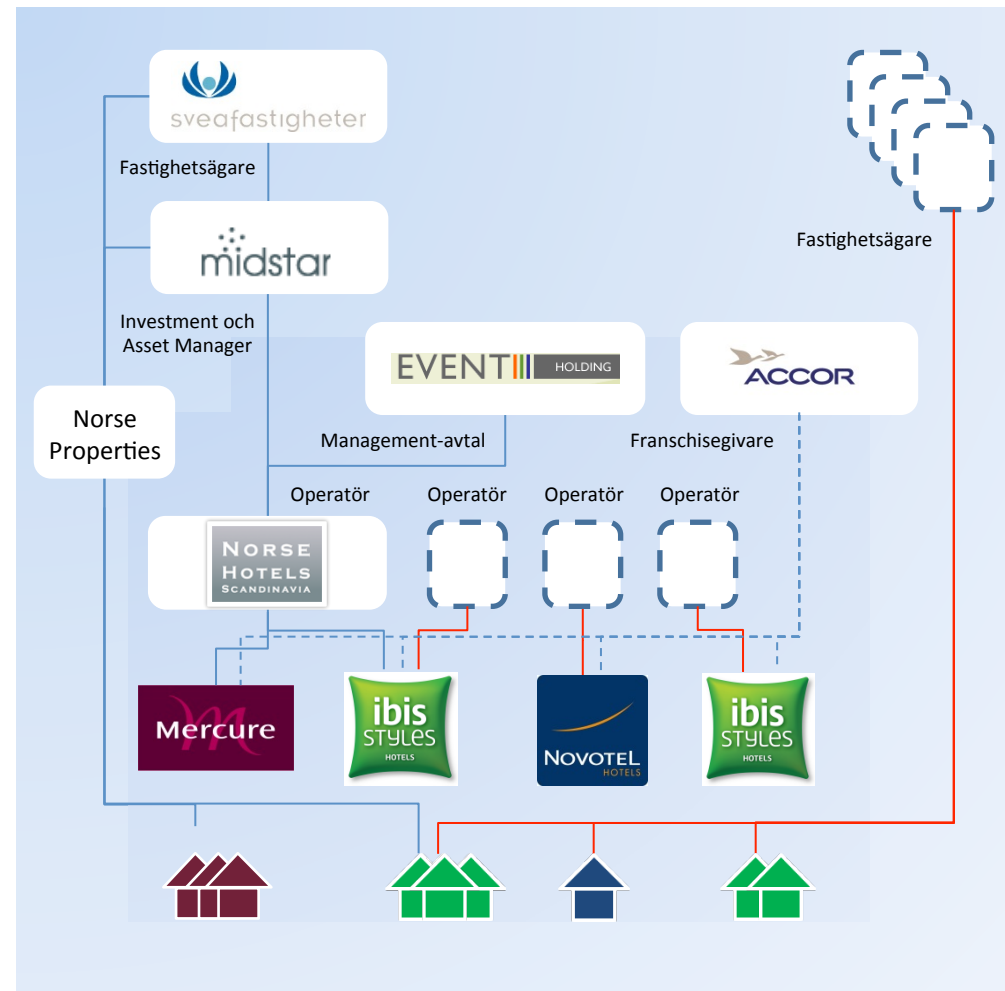 sveafastigheter
Fastighetsägare
Fastighetsägare
midstar
Investment och
Asset Manager
EVENT HOLDING
ACCOR
Norse
Properties
Management-avtal
Franschisegivare
Operatör
Operatör
Operatör
Operatör
NORSE
HOTELS
SCANDINAVIA
Mercure
ibis
STYLES
HOTELS
NOVOTEL
HOTELS
ibis
STYLES
HOTELS